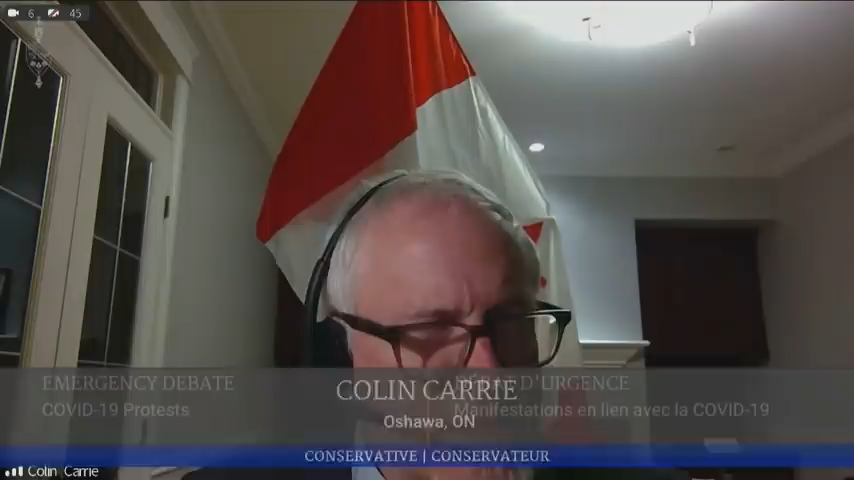 6 45
EMERGENCY DEBATE
COVID-19 Protests
DÉBAT D'URGENCE
Manifestations en lien avec la COVID-19
COLIN CARRIE
Oshawa, ON
CONSERVATIVE | CONSERVATEUR
Colin Carrie